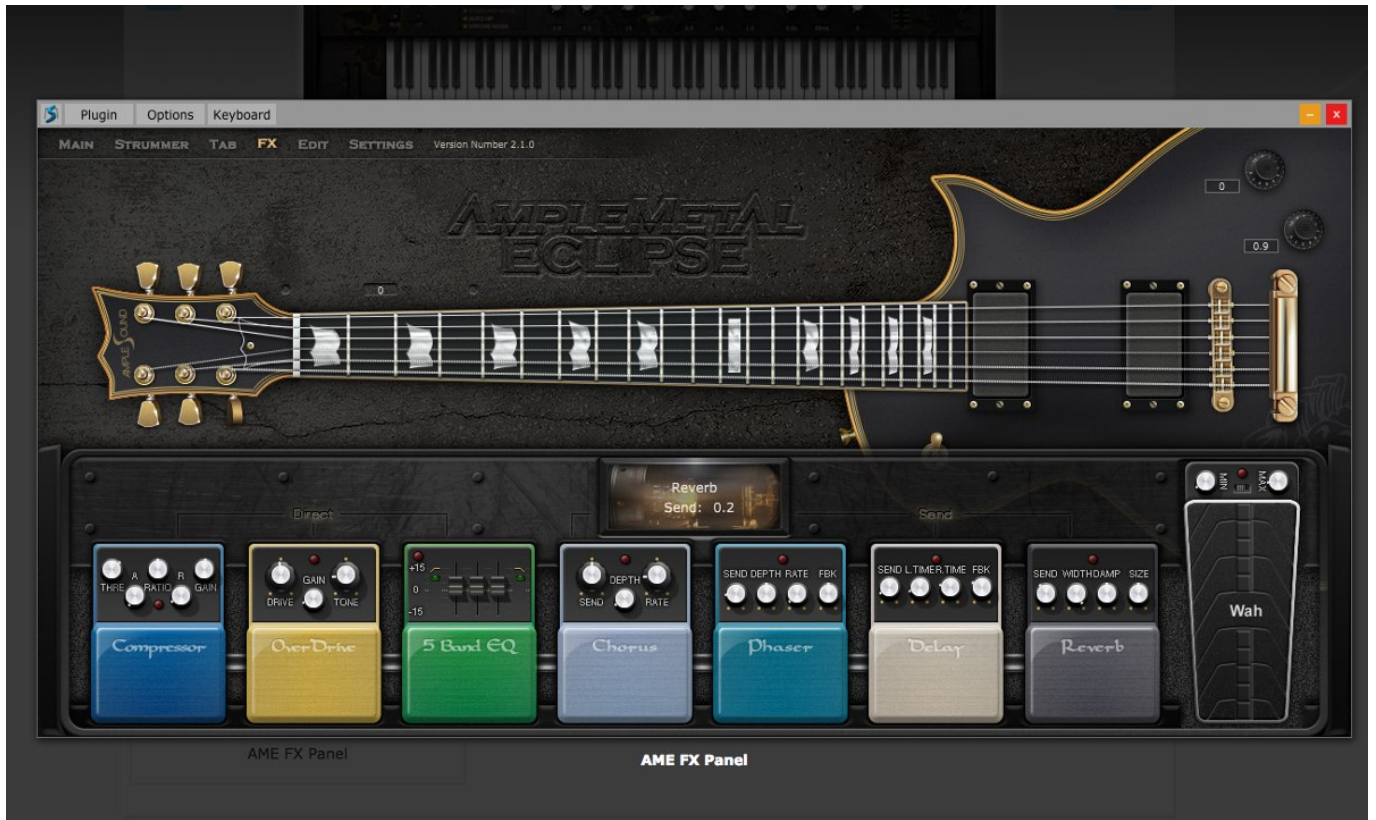 Plugin Options Keyboard
– x
MAIN STRUMMER TAB FX EDIT SETTINGS Version Number 2.1.0
AMPLEMETAL
ECLIPSE
0
0.9
0
AMPLE SOUND
Reverb
Send: 0.2
Direct
Send
MIN MAX
THRE A RATIO R GAIN
GAIN
DRIVE TONE
+15
0
-15
DEPTH
SEND RATE
SEND DEPTH RATE FBK
SEND L.TIME R.TIME FBK
SEND WIDTH DAMP SIZE
Wah
Compressor
OverDrive
5 Band EQ
Chorus
Phaser
Delay
Reverb
AME FX Panel
AME FX Panel